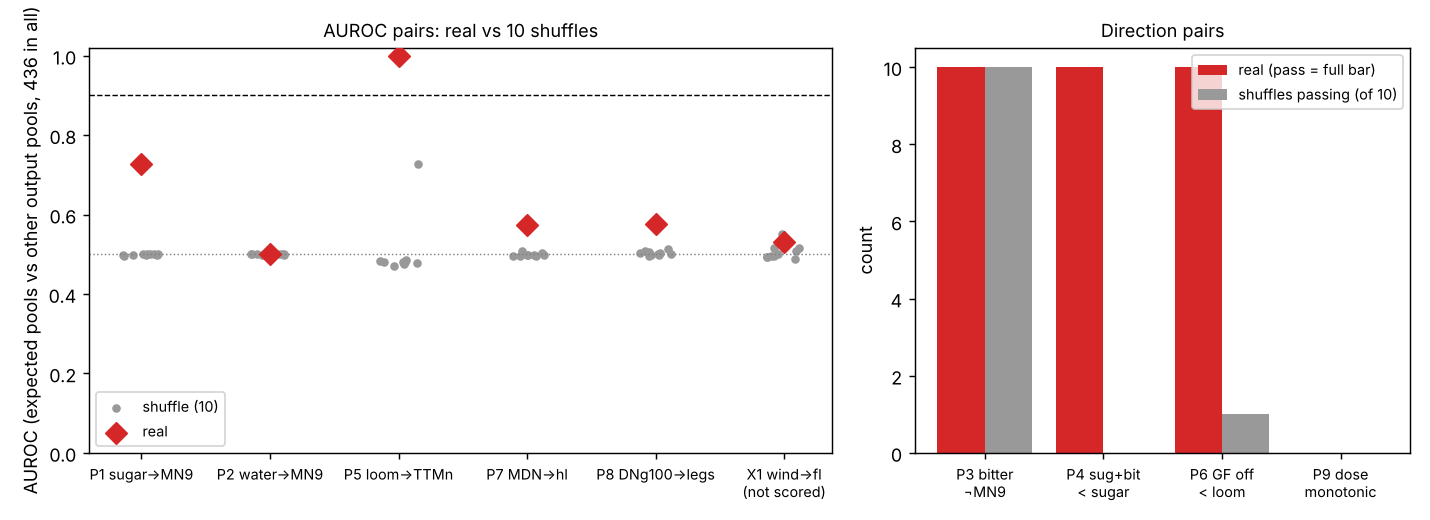 AUROC pairs: real vs 10 shuffles
AUROC (expected pools vs other output pools, 436 in all)
1.0
0.8
0.6
0.4
0.2
0.0
shuffle (10)
real
P1 sugar→MN9
P2 water→MN9
P5 loom→TTMn
P7 MDN→hl
P8 DNg100→legs
X1 wind→fl
(not scored)
Direction pairs
count
10
8
6
4
2
0
real (pass = full bar)
shuffles passing (of 10)
P3 bitter
¬MN9
P4 sug+bit
< sugar
P6 GF off
< loom
P9 dose
monotonic